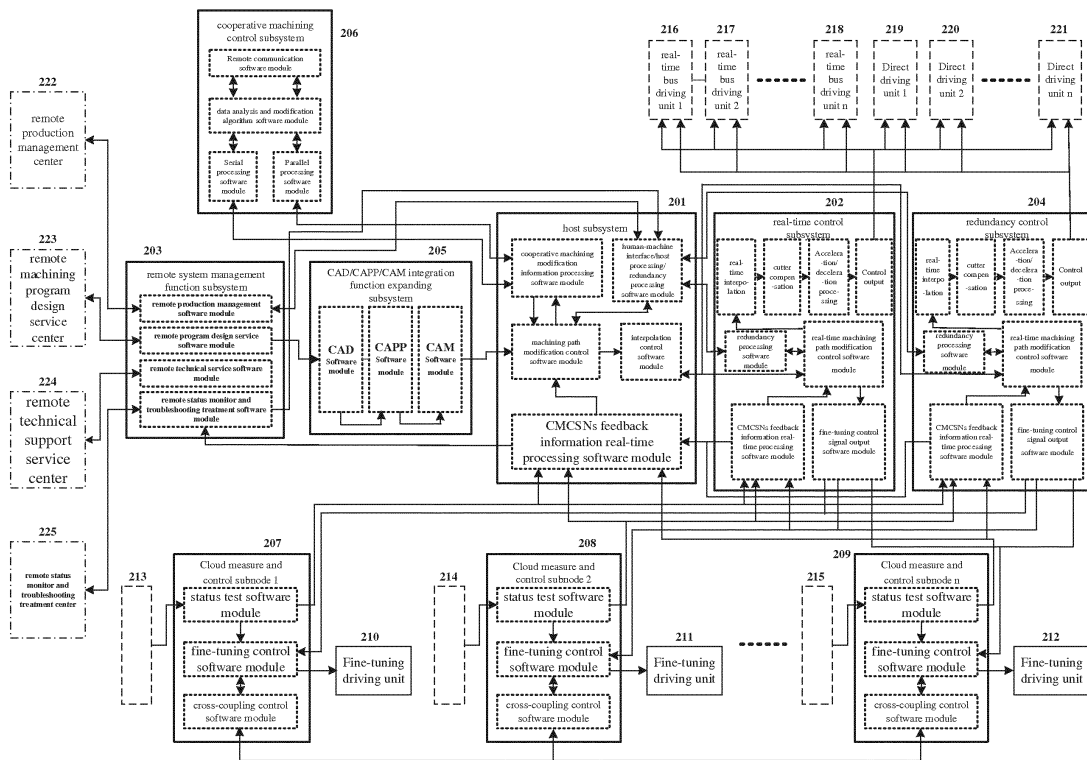 cooperative machining
control subsystem
206
Remote communication
software module
data analysis and modification
algorithm software module
Serial
processing
software
module
Parallel
processing
software
module
216
real-
time
bus
driving
unit 1
217
real-
time
bus
driving
unit 2
218
real-
time
bus
driving
unit n
219
Direct
driving
unit 1
220
Direct
driving
unit 2
221
Direct
driving
unit n
222
remote
production
management
center
223
remote
machining
program
design
service
center
224
remote
technical
support
service
center
225
remote status
monitor and
troubleshooting
treatment center
203
remote system management
function subsystem
remote production management
software module
remote program design service
software module
remote technical service software
module
remote status monitor
and troubleshooting treatment software
module
205
CAD/CAPP/CAM integration
function expanding
subsystem
CAD
Software
module
CAPP
Software
module
CAM
Software
module
201
host subsystem
cooperative machining
modification
information processing
software module
human-machine
interface/host
processing/
redundancy
processing
software module
machining path
modification control
software module
interpolation
control
software
module
CMCSNs feedback
information real-time
processing software module
202
real-time control
subsystem
real-time
interpo-
lation
cutter
compen
-sation
Accelera
-tion/
decelera
-tion
processing
Control
output
redundancy
processing
software
module
real-time machining
path modification
control software
module
CMCSNs feedback
information real-
time processing
software module
fine-tuning control
signal output
software module
204
redundancy control
subsystem
real-time
interpo
-lation
cutter
compen
-sation
Accelera
-tion/
decelera
-tion
proce-
ssing
Control
output
redundancy
processing
software
module
real-time machining
path modification
control software
module
CMCSNs feedback
information real-
time processing
software module
fine-tuning control
signal output
software module
207
Cloud measure and
control subnode 1
213
status test software
module
fine-tuning control
software module
cross-coupling control
software module
210
Fine-tuning
driving unit
208
Cloud measure and
control subnode 2
214
status test software
module
fine-tuning control
software module
cross-coupling control
software module
211
Fine-tuning
driving unit
209
Cloud measure and
control subnode n
215
status test software
module
fine-tuning control
software module
cross-coupling control
software module
212
Fine-tuning
driving unit